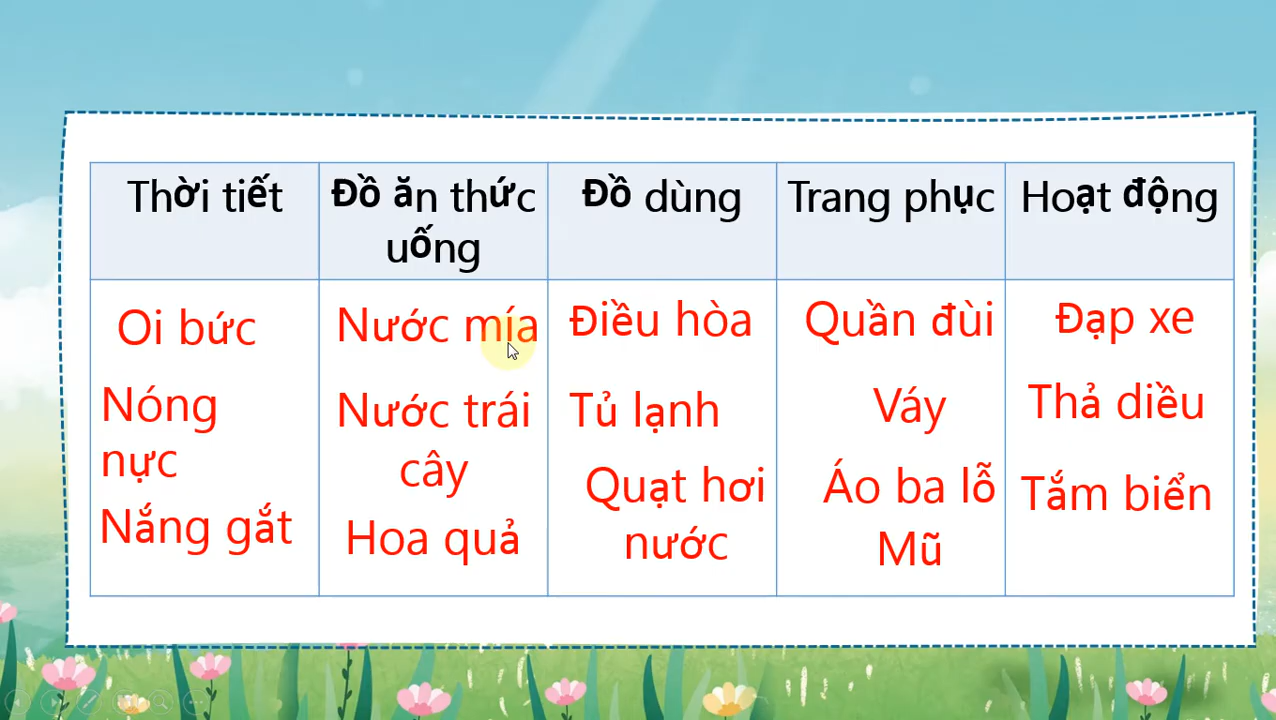 Thời tiết
Đồ ăn thức
uống
Đồ dùng
Trang phục
Hoạt động
Oi bức
Nóng
nực
Nắng gắt
Nước mía
Nước trái
cây
Hoa quả
Điều hòa
Tủ lạnh
Quạt hơi
nước
Quần đùi
Váy
Áo ba lỗ
Mũ
Đạp xe
Thả diều
Tắm biển